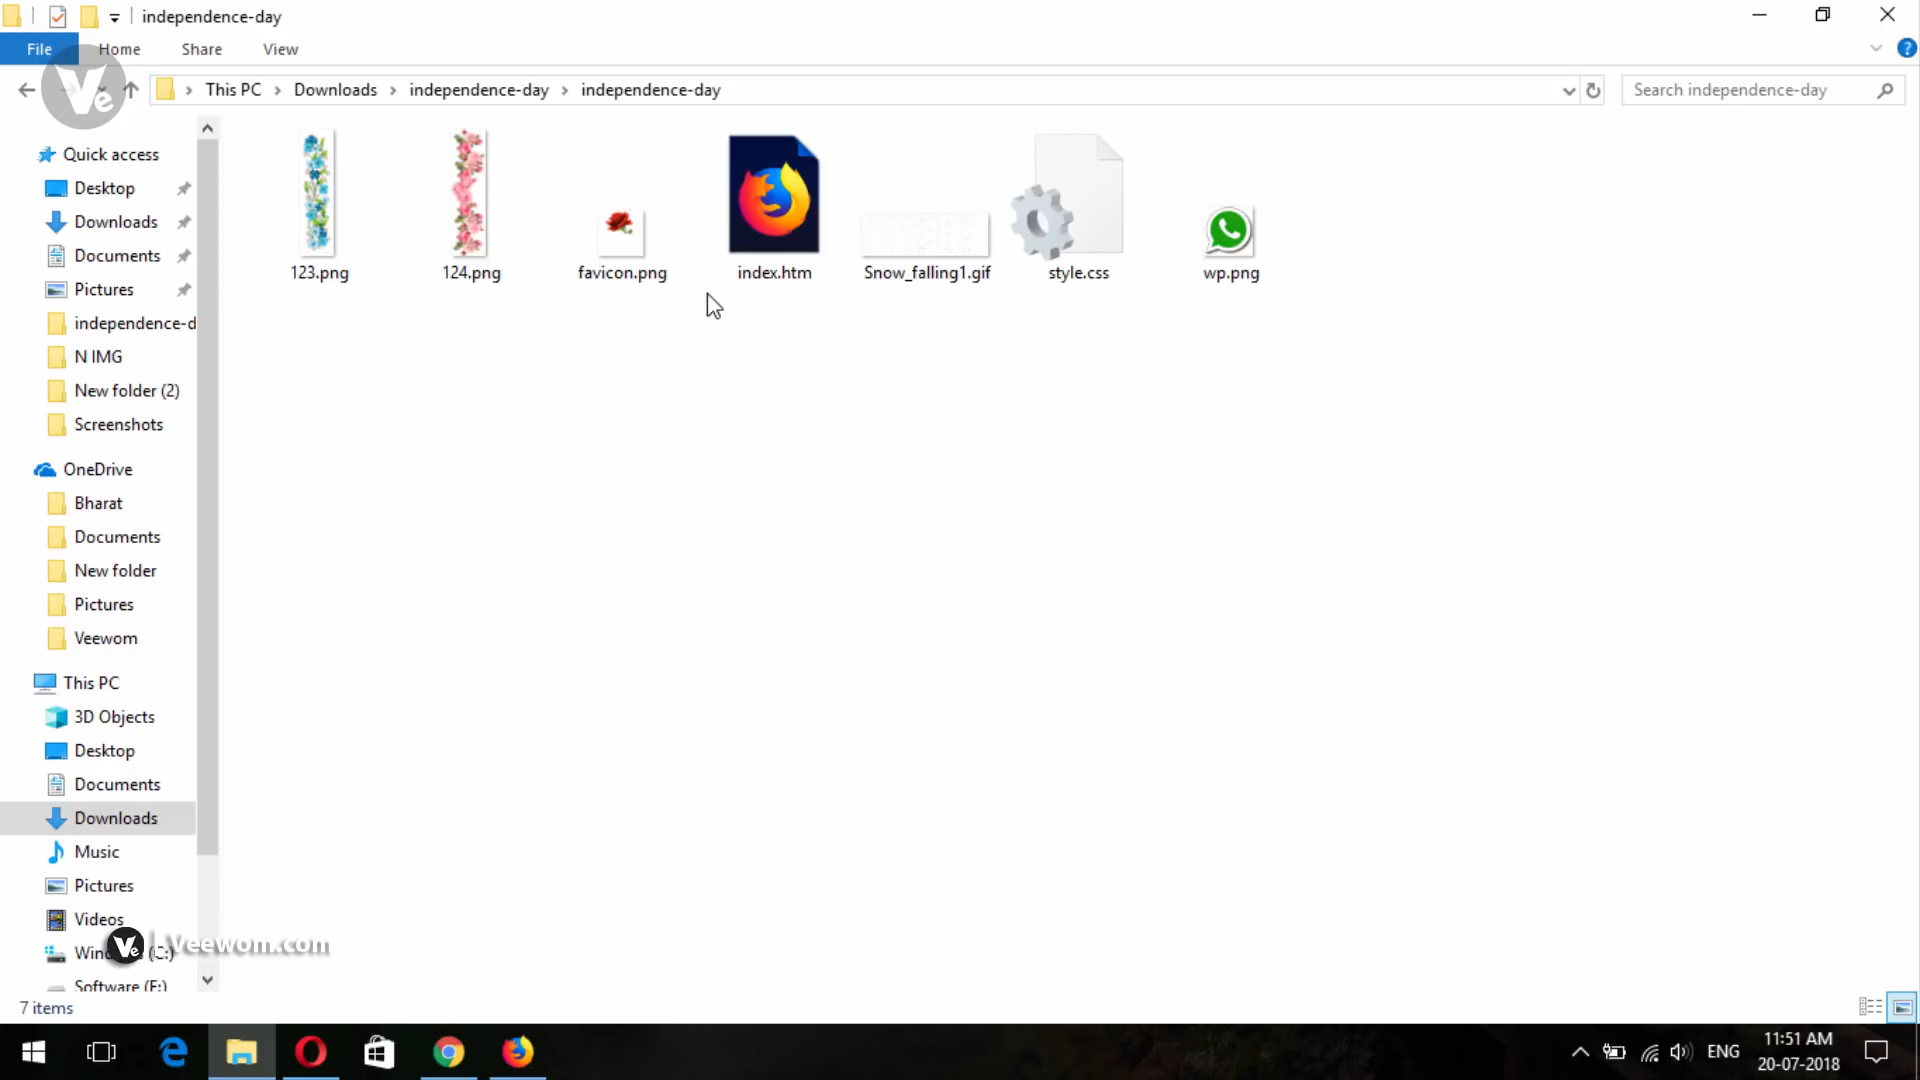 independence-day
File
Home
Share
View
This PC
Downloads
independence-day
independence-day
Search independence-day
Quick access
Desktop
Downloads
Documents
Pictures
independence-d
N IMG
New folder (2)
Screenshots
OneDrive
Bharat
Documents
New folder
Pictures
Veewom
This PC
3D Objects
Desktop
Documents
Downloads
Music
Pictures
Videos
Software (F:)
123.png
124.png
favicon.png
index.htm
Snow_falling1.gif
style.css
wp.png
Ve
Ve
Veewom.com
7 items
ENG
11:51 AM
20-07-2018